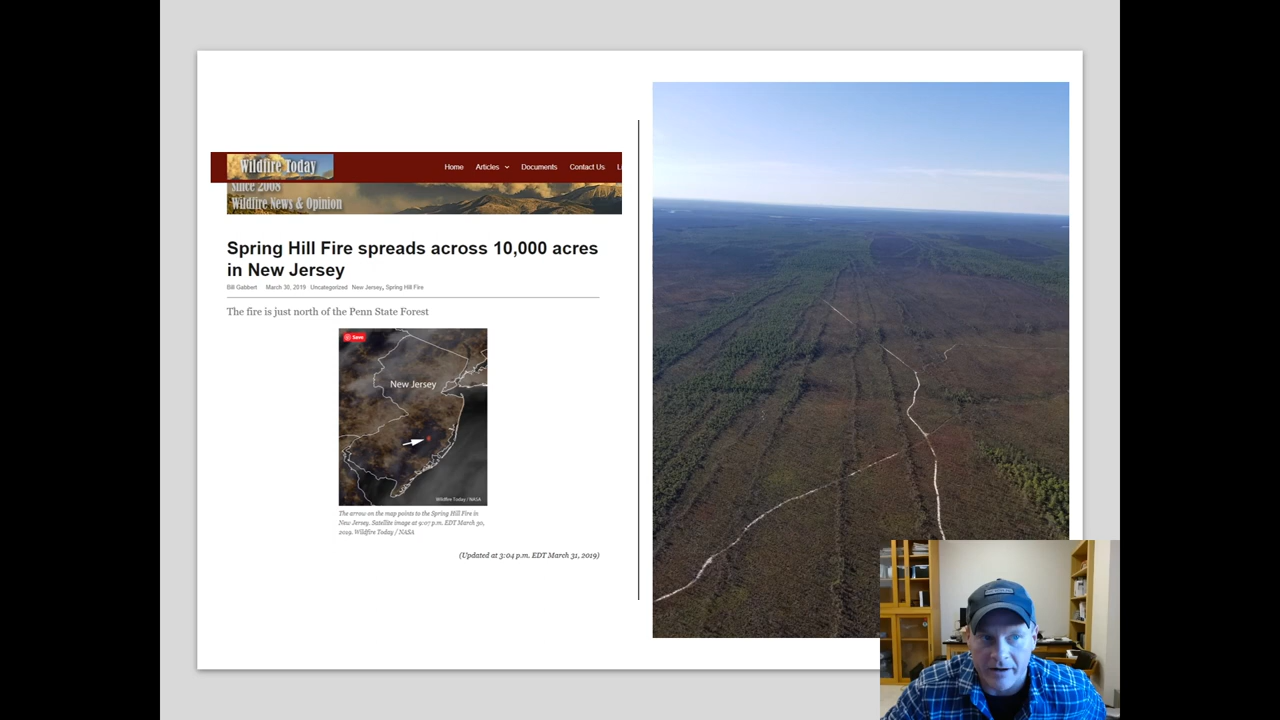 Wildfire Today
Home Articles Documents Contact Us Li
since 2008
Wildfire News & Opinion
Spring Hill Fire spreads across 10,000 acres
in New Jersey
Bill Gabbert March 30, 2019 Uncategorized New Jersey, Spring Hill Fire
The fire is just north of the Penn State Forest
Save
New Jersey
Wildfire Today / NASA
The arrow on the map points to the Spring Hill Fire in
New Jersey. Satellite image at 9:07 p.m. EDT March 30,
2019. Wildfire Today / NASA
(Updated at 3:04 p.m. EDT March 31, 2019)